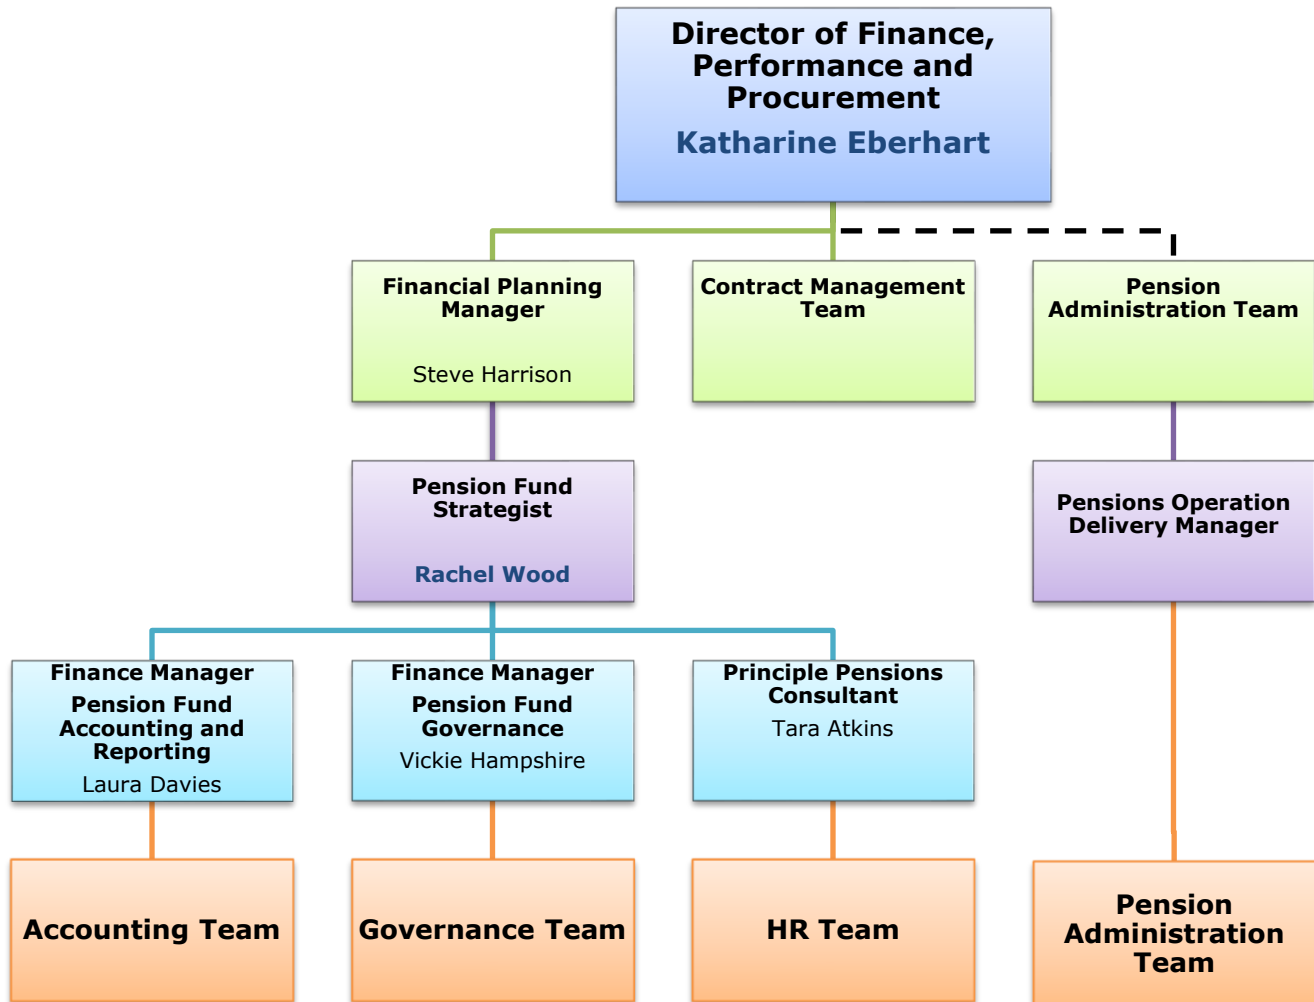 Director of Finance,
Performance and
Procurement
Katharine Eberhart
Financial Planning
Manager
Steve Harrison
Contract Management
Team
Pension
Administration Team
Pension Fund
Strategist
Rachel Wood
Pensions Operation
Delivery Manager
Finance Manager
Pension Fund
Accounting and
Reporting
Laura Davies
Finance Manager
Pension Fund
Governance
Vickie Hampshire
Principle Pensions
Consultant
Tara Atkins
Accounting Team
Governance Team
HR Team
Pension
Administration
Team